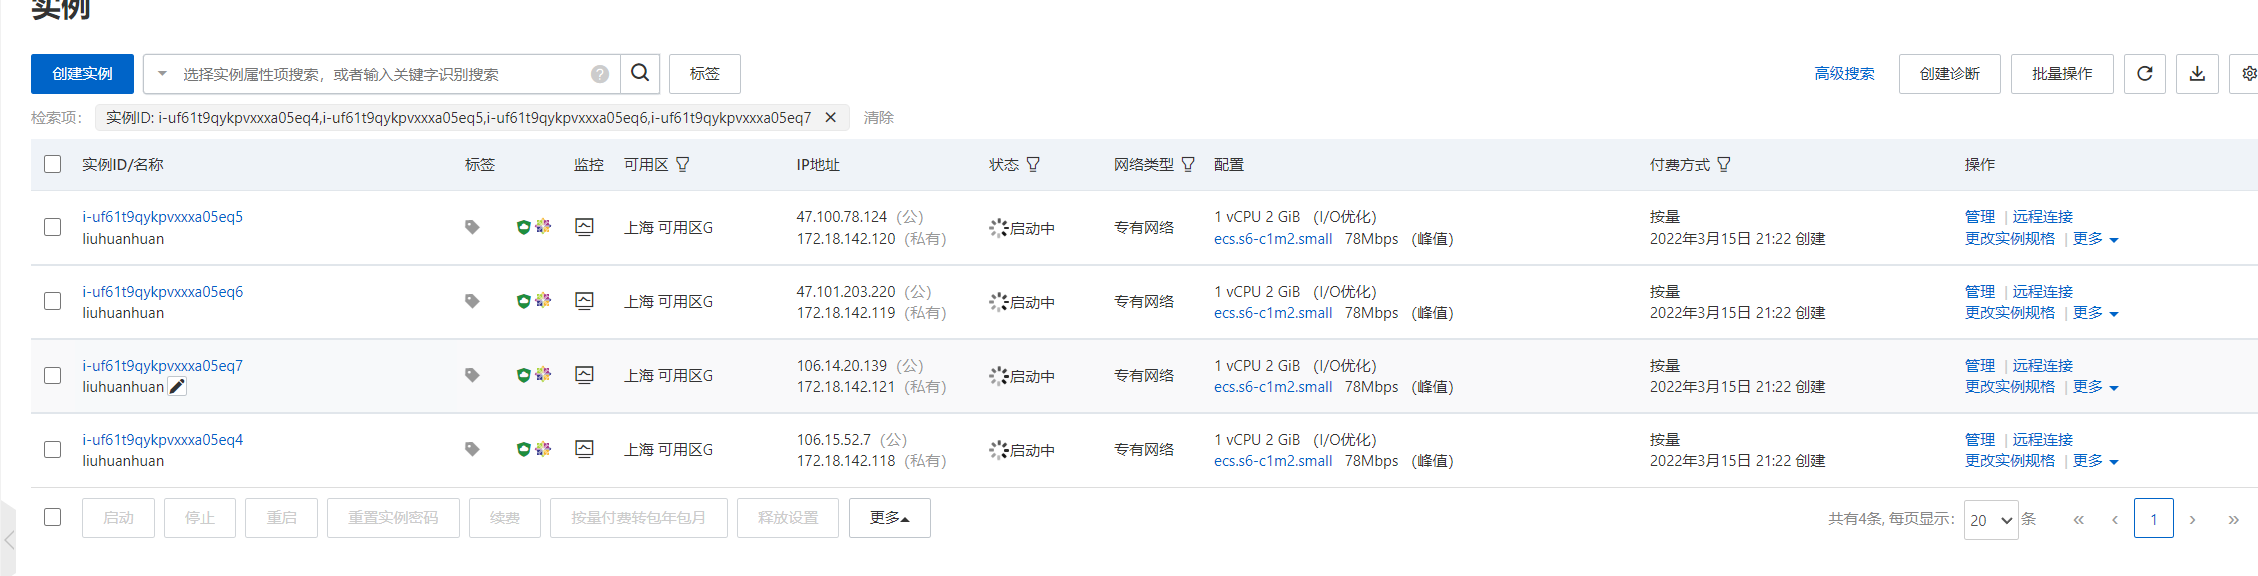 实例
创建实例 选择实例属性项搜索，或者输入关键字识别搜索 ? 标签 高级搜索 创建诊断 批量操作
检索项： 实例ID: i-uf61t9qykpvxxxa05eq4,i-uf61t9qykpvxxxa05eq5,i-uf61t9qykpvxxxa05eq6,i-uf61t9qykpvxxxa05eq7 清除
实例ID/名称 标签 监控 可用区 IP地址 状态 网络类型 配置 付费方式 操作
i-uf61t9qykpvxxxa05eq5 47.100.78.124 （公） 1 vCPU 2 GiB （I/O优化） 按量 管理 | 远程连接
上海 可用区G 启动中 专有网络
liuhuanhuan 172.18.142.120 （私有） ecs.s6-c1m2.small 78Mbps （峰值） 2022年3月15日 21:22 创建 更改实例规格 | 更多
i-uf61t9qykpvxxxa05eq6 47.101.203.220 （公） 1 vCPU 2 GiB （I/O优化） 按量 管理 | 远程连接
上海 可用区G 启动中 专有网络
liuhuanhuan 172.18.142.119 （私有） ecs.s6-c1m2.small 78Mbps （峰值） 2022年3月15日 21:22 创建 更改实例规格 | 更多
i-uf61t9qykpvxxxa05eq7 106.14.20.139 （公） 1 vCPU 2 GiB （I/O优化） 按量 管理 | 远程连接
上海 可用区G 启动中 专有网络
liuhuanhuan 172.18.142.121 （私有） ecs.s6-c1m2.small 78Mbps （峰值） 2022年3月15日 21:22 创建 更改实例规格 | 更多
i-uf61t9qykpvxxxa05eq4 106.15.52.7 （公） 1 vCPU 2 GiB （I/O优化） 按量 管理 | 远程连接
上海 可用区G 启动中 专有网络
liuhuanhuan 172.18.142.118 （私有） ecs.s6-c1m2.small 78Mbps （峰值） 2022年3月15日 21:22 创建 更改实例规格 | 更多
启动 停止 重启 重置实例密码 续费 按量付费转包年包月 释放设置 更多 共有4条, 每页显示： 20 条 « ‹ 1 › »